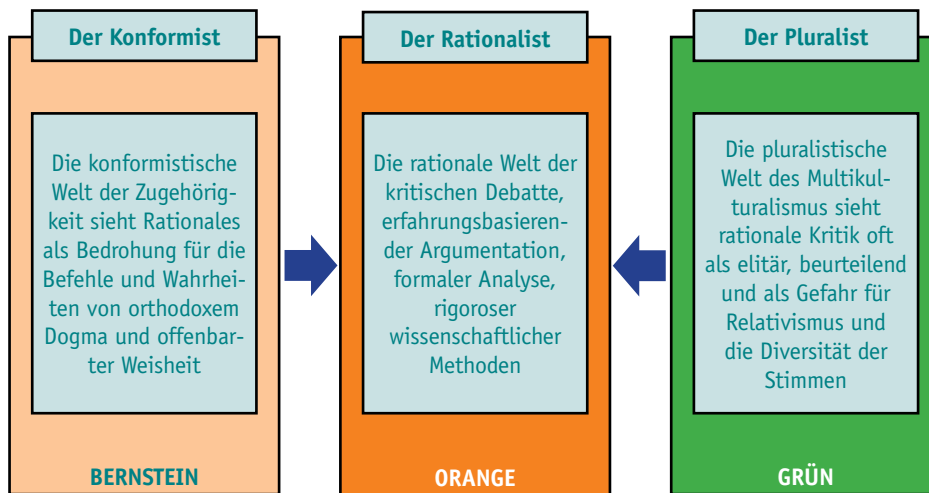 Der Konformist
Die konformistische
Welt der Zugehörig-
keit sieht Rationales
als Bedrohung für die
Befehle und Wahrhei-
ten von orthodoxem
Dogma und offenbar-
ter Weisheit
BERNSTEIN
Der Rationalist
Die rationale Welt der
kritischen Debatte,
erfahrungsbasieren-
der Argumentation,
formaler Analyse,
rigoroser
wissenschaftlicher
Methoden
ORANGE
Der Pluralist
Die pluralistische
Welt des Multikul-
turalismus sieht
rationale Kritik oft
als elitär, beurteilend
und als Gefahr für
Relativismus und
die Diversität der
Stimmen
GRÜN